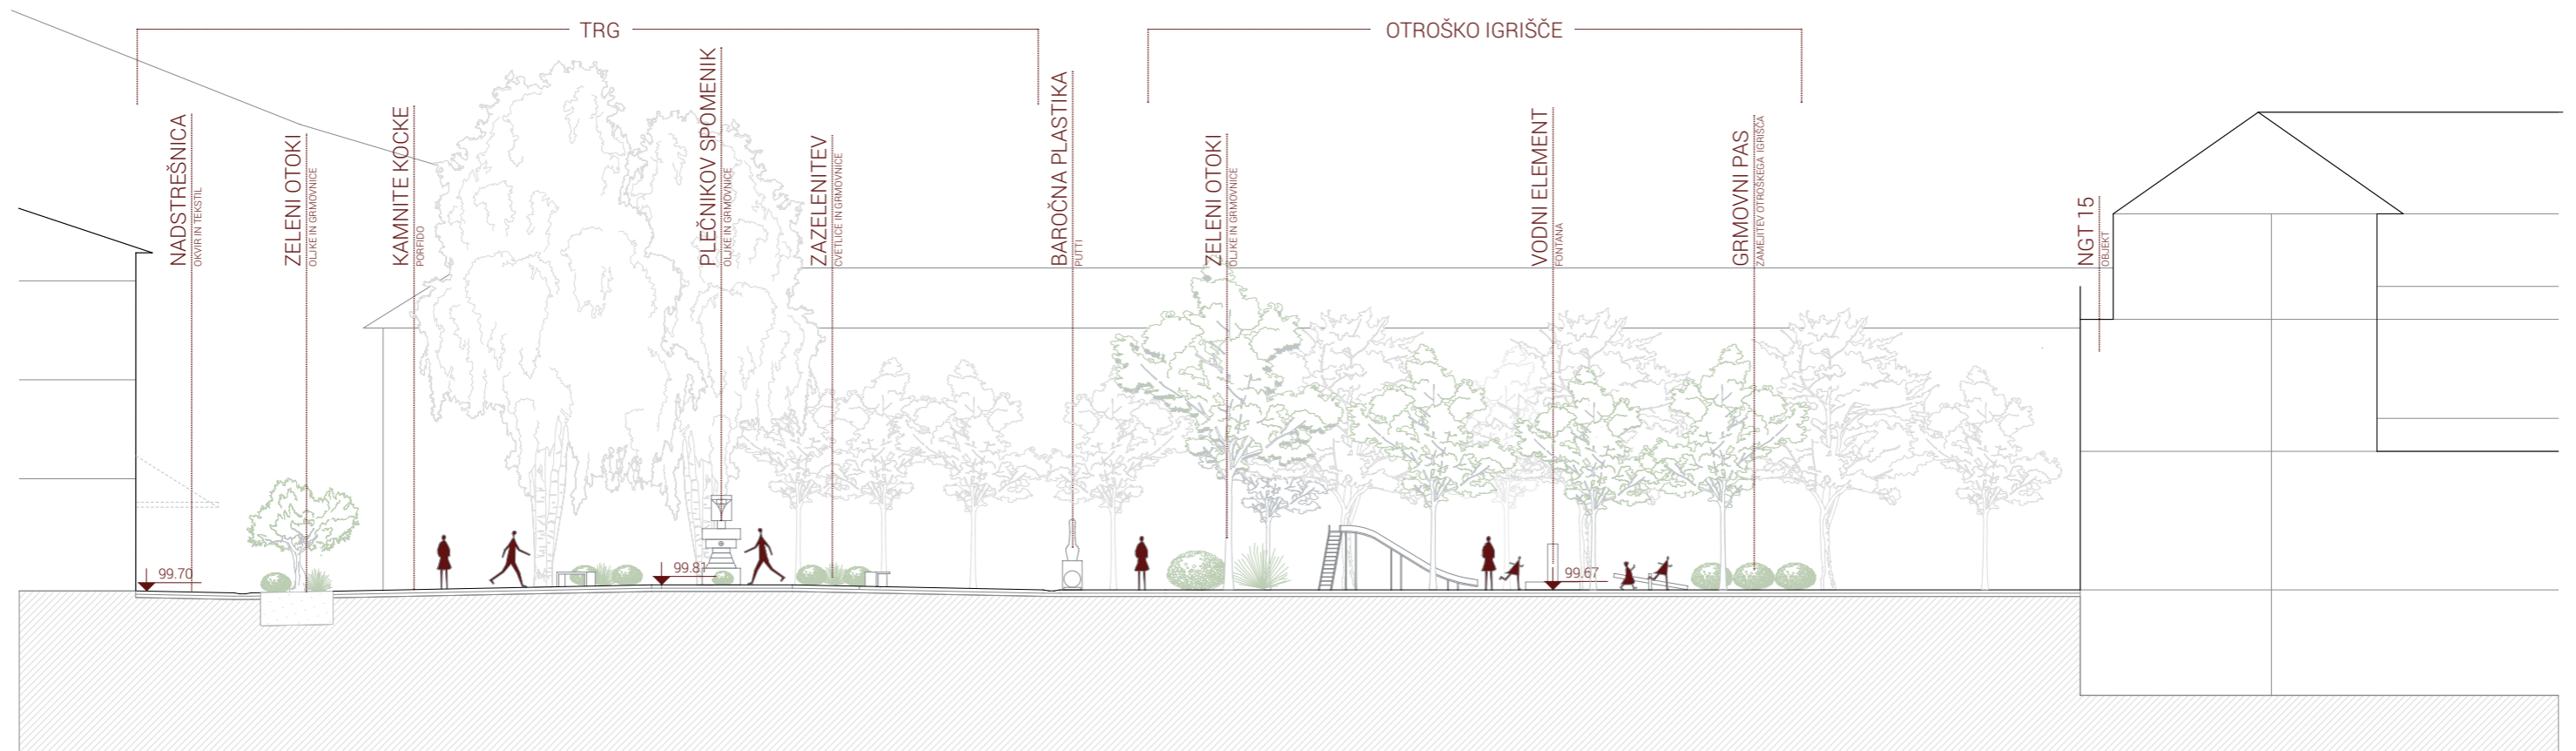 TRG
OTROŠKO IGRIŠČE
NADSTREŠNICA
OKVIR IN TEKSTIL
ZELENI OTOKI
OLJKE IN GRMOVNICE
KAMNITE KOCKE
PORFIDO
PLEČNIKOV SPOMENIK
OLJKE IN GRMOVNICE
ZAZELENITEV
CVETLICE IN GRMOVNICE
BAROČNA PLASTIKA
PUTTI
ZELENI OTOKI
OLJKE IN GRMOVNICE
VODNI ELEMENT
FONTANA
GRMOVNI PAS
ZAMEJITEV OTROŠKEGA IGRIŠČA
NGT 15
OBJEKT
99.70
99.81
99.67